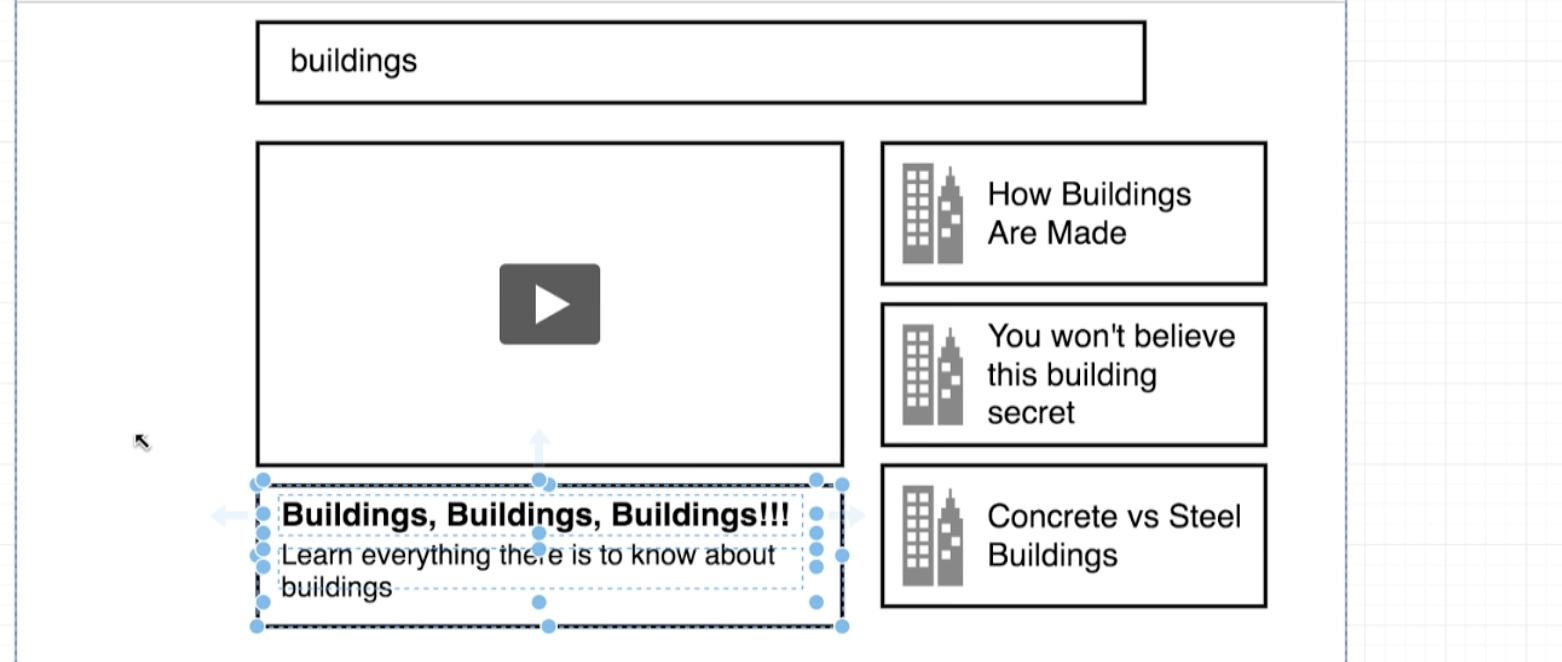 buildings
Buildings, Buildings, Buildings!!!
Learn everything there is to know about
buildings
How Buildings
Are Made
You won't believe
this building
secret
Concrete vs Steel
Buildings